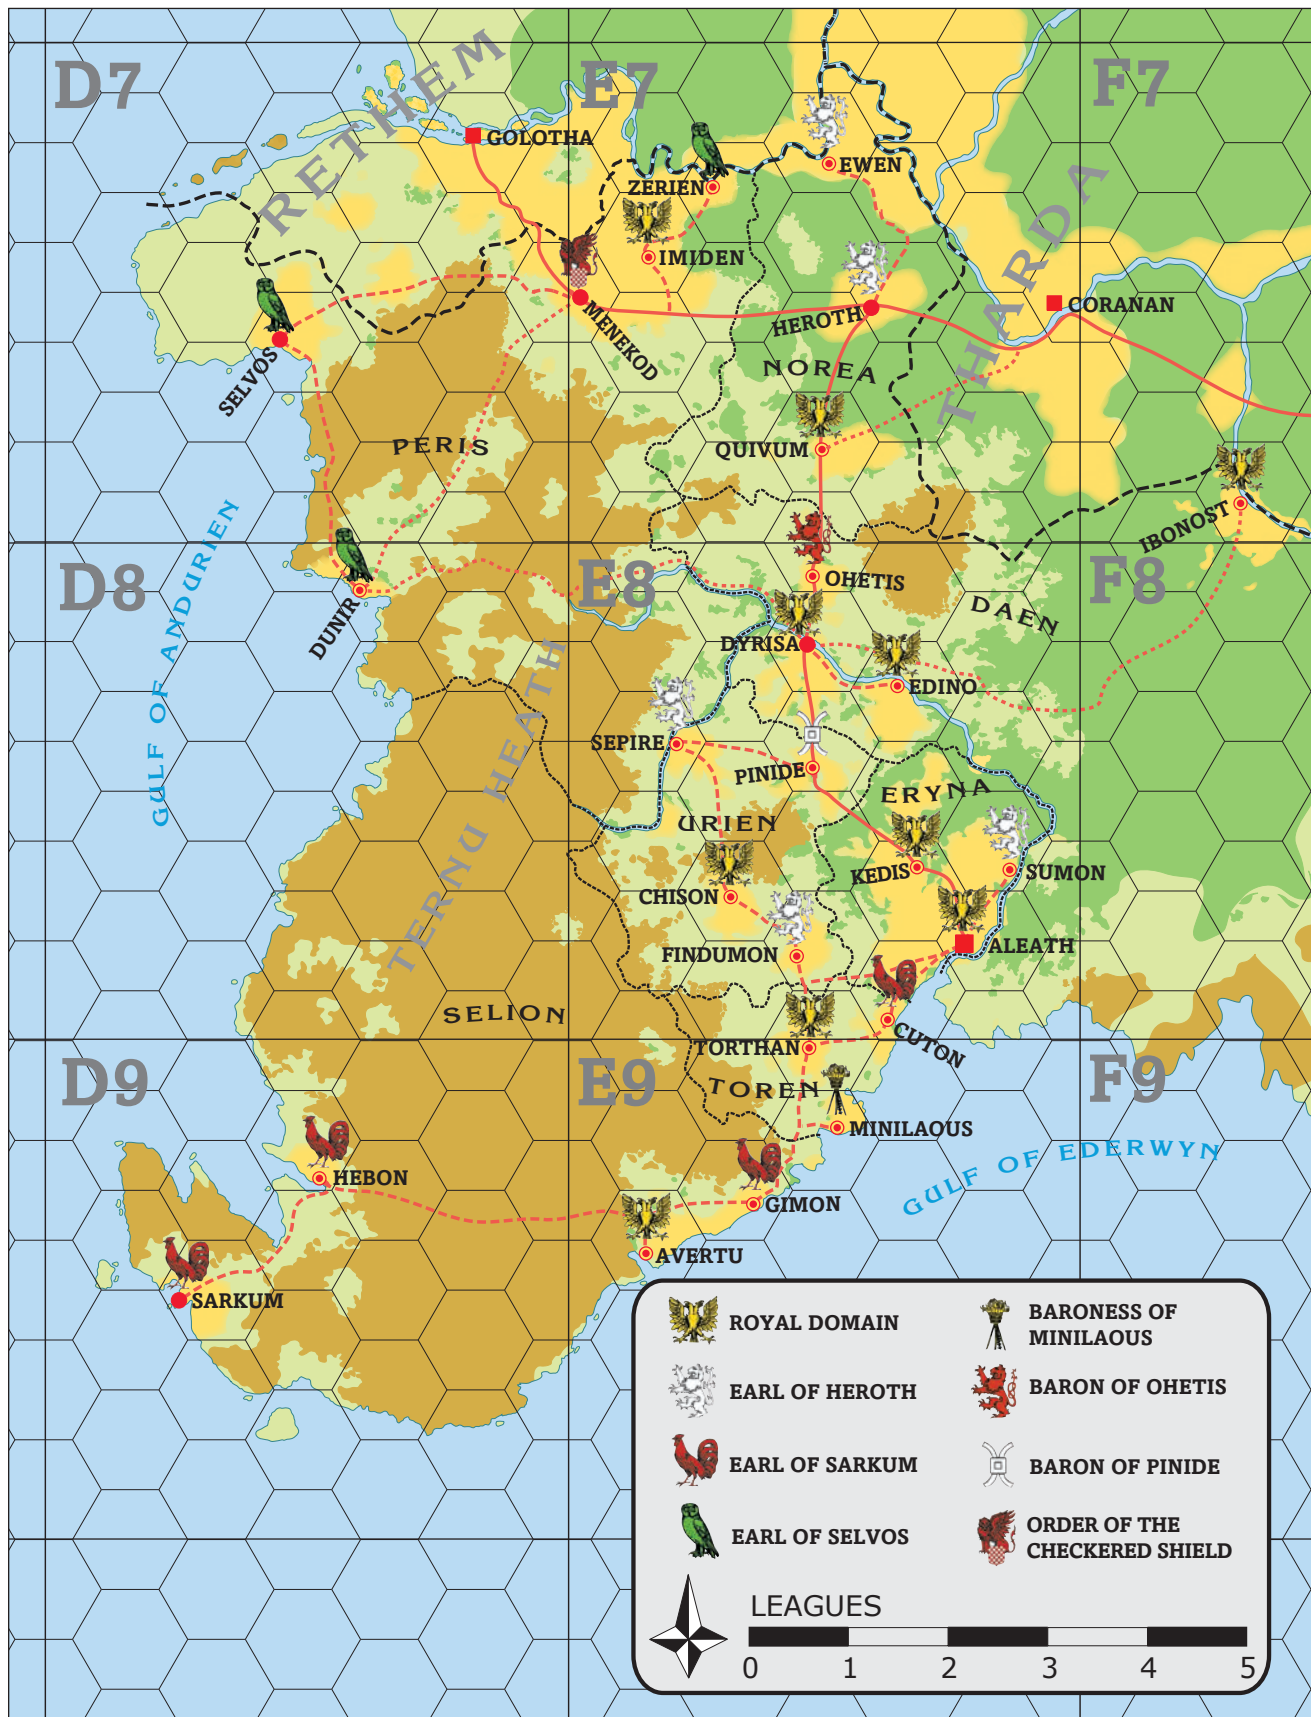 D7
E7
F7
RETHEM
GOLOTHA
EWEN
ZERIEN
IMIDEN
THARDA
MENEKOD
HEROTH
CORANAN
SELVOS
NOREA
PERIS
QUIVUM
IBONOST
GULF OF ANDURIEN
D8
E8
F8
OHETIS
DUNIR
DAEN
DYRISA
EDINO
TERNU HEATH
SEPIRE
PINIDE
ERYNA
URIEN
KEDIS
SUMON
CHISON
FINDUMON
ALEATH
SELION
CUTON
TORTHAN
D9
E9
F9
TOREN
MINILAOUS
GULF OF EDERWYN
HEBON
GIMON
AVERTU
SARKUM
ROYAL DOMAIN
EARL OF HEROTH
EARL OF SARKUM
EARL OF SELVOS
BARONESS OF
MINILAOUS
BARON OF OHETIS
BARON OF PINIDE
ORDER OF THE
CHECKERED SHIELD
LEAGUES
0 1 2 3 4 5